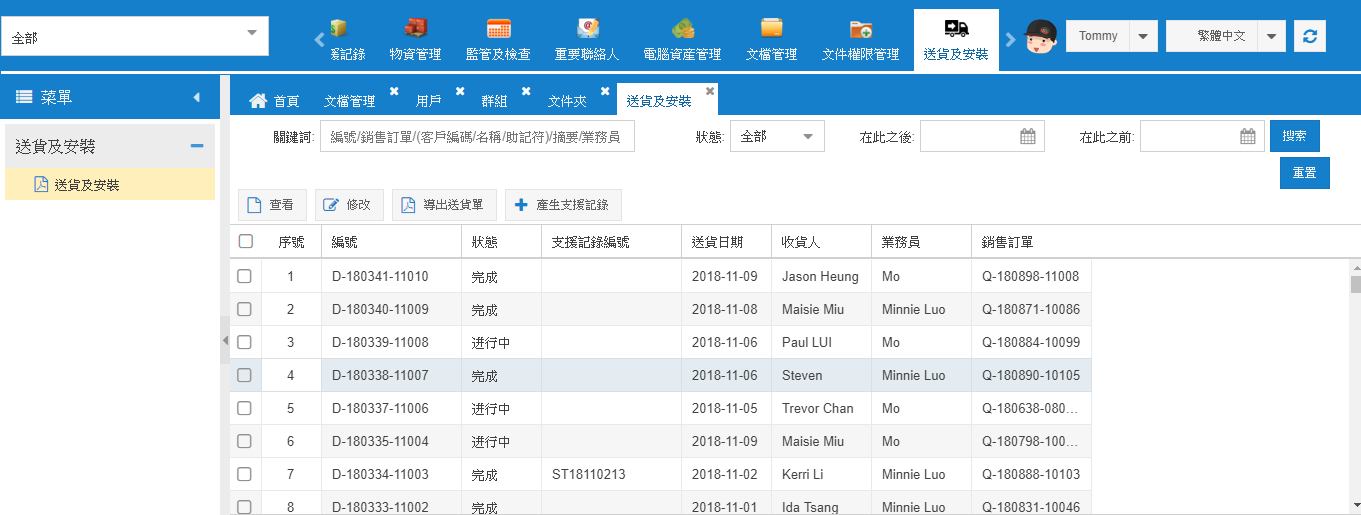 全部
爰記錄 物資管理 監管及檢查 重要聯絡人 電腦資產管理 文檔管理 文件權限管理 送貨及安裝 Tommy 繁體中文
菜單
首頁 文檔管理 用戶 群組 文件夾 送貨及安裝
送貨及安裝
送貨及安裝
關鍵詞: 編號/銷售訂單/(客戶編碼/名稱/助記符)/摘要/業務員 狀態: 全部 在此之後: 在此之前: 搜索
重置
查看 修改 導出送貨單 產生支援記錄
序號 編號 狀態 支援記錄編號 送貨日期 收貨人 業務員 銷售訂單
1 D-180341-11010 完成 2018-11-09 Jason Heung Mo Q-180898-11008
2 D-180340-11009 完成 2018-11-08 Maisie Miu Minnie Luo Q-180871-10086
3 D-180339-11008 进行中 2018-11-06 Paul LUI Mo Q-180884-10099
4 D-180338-11007 完成 2018-11-06 Steven Minnie Luo Q-180890-10105
5 D-180337-11006 进行中 2018-11-05 Trevor Chan Mo Q-180638-080...
6 D-180335-11004 进行中 2018-11-09 Maisie Miu Mo Q-180798-100...
7 D-180334-11003 完成 ST18110213 2018-11-02 Kerri Li Minnie Luo Q-180888-10103
8 D-180333-11002 完成 2018-11-01 Ida Tsang Minnie Luo Q-180831-10046